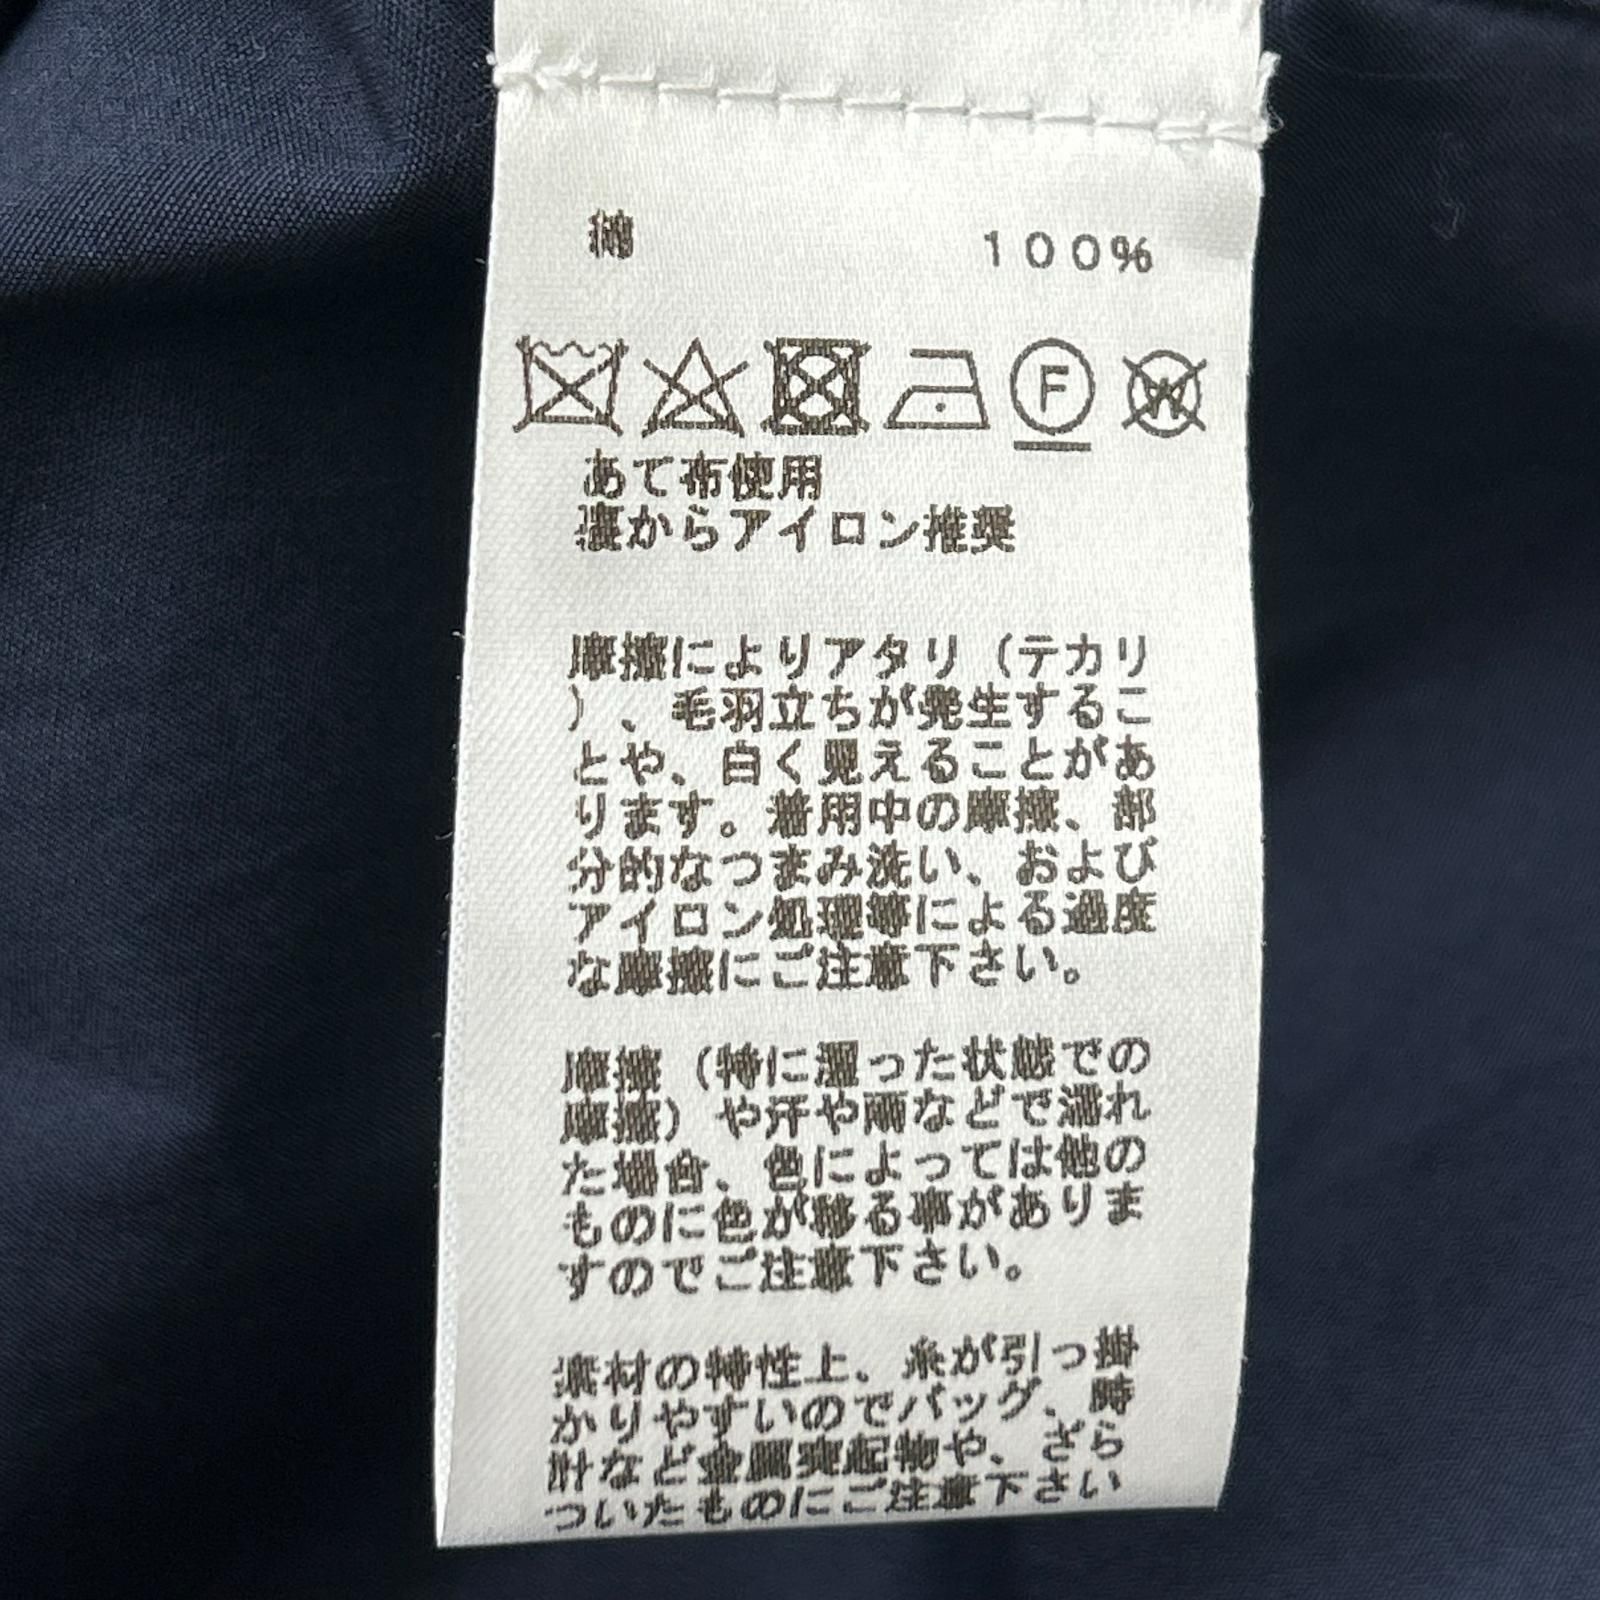 綿 100%
F W
あて布使用
裏からアイロン推奨
摩擦によりアタリ（テカリ
）、毛羽立ちが発生するこ
とや、白く見えることがあ
ります。着用中の摩擦、部
分的なつまみ洗い、および
アイロン処理等による過度
な摩擦にご注意下さい。
摩擦（特に湿った状態での
摩擦）や汗や雨などで濡れ
た場合、色によっては他の
ものに色が移る事がありま
すのでご注意下さい。
素材の特性上、糸が引っ掛
かりやすいのでバッグ、時
計など金属突起物や、ざら
ついたものにご注意下さい